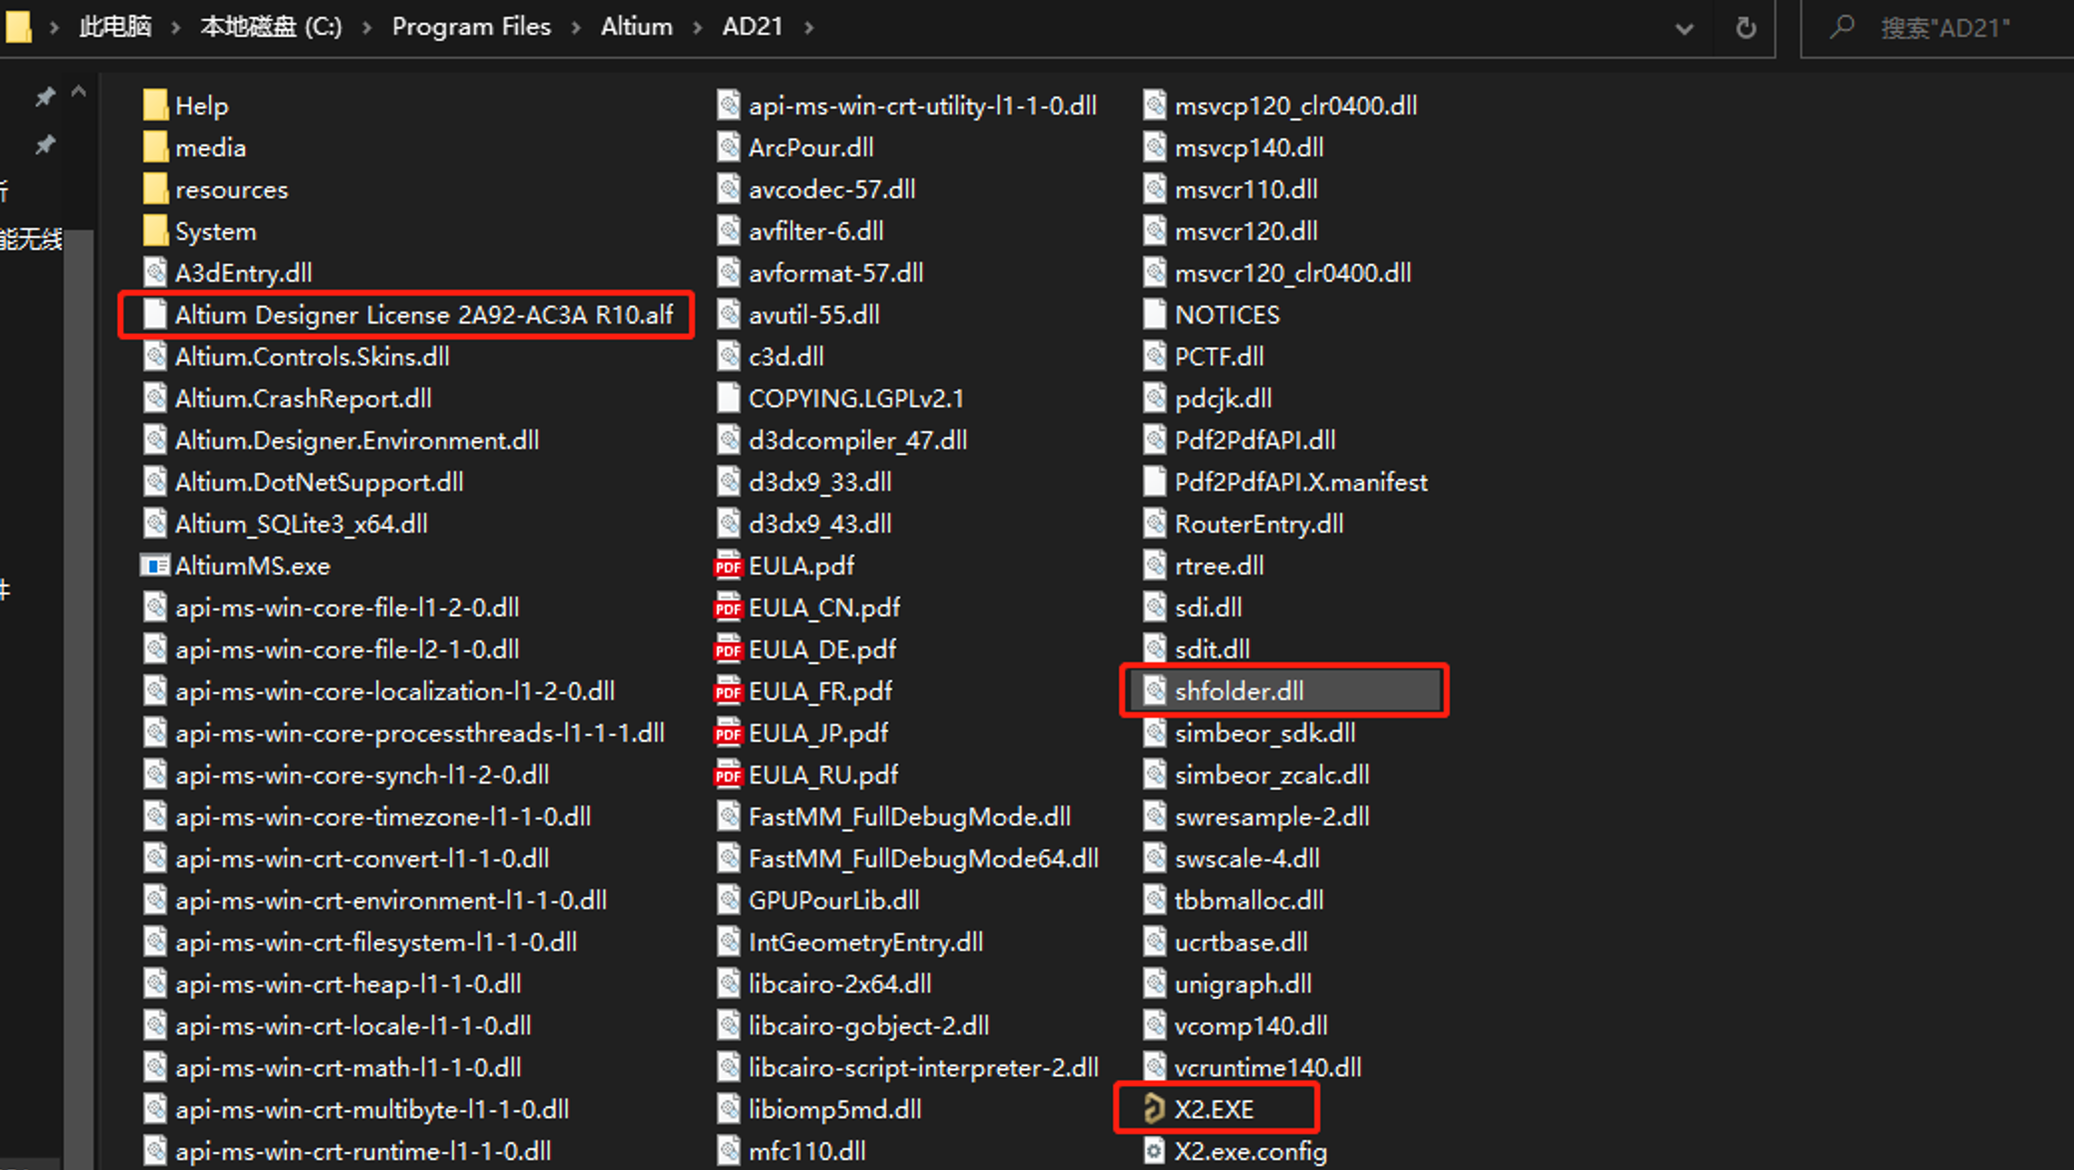 此电脑 › 本地磁盘 (C:) › Program Files › Altium › AD21 ›
搜索"AD21"
能无线
Help
media
resources
System
A3dEntry.dll
Altium Designer License 2A92-AC3A R10.alf
Altium.Controls.Skins.dll
Altium.CrashReport.dll
Altium.Designer.Environment.dll
Altium.DotNetSupport.dll
Altium_SQLite3_x64.dll
AltiumMS.exe
api-ms-win-core-file-l1-2-0.dll
api-ms-win-core-file-l2-1-0.dll
api-ms-win-core-localization-l1-2-0.dll
api-ms-win-core-processthreads-l1-1-1.dll
api-ms-win-core-synch-l1-2-0.dll
api-ms-win-core-timezone-l1-1-0.dll
api-ms-win-crt-convert-l1-1-0.dll
api-ms-win-crt-environment-l1-1-0.dll
api-ms-win-crt-filesystem-l1-1-0.dll
api-ms-win-crt-heap-l1-1-0.dll
api-ms-win-crt-locale-l1-1-0.dll
api-ms-win-crt-math-l1-1-0.dll
api-ms-win-crt-multibyte-l1-1-0.dll
api-ms-win-crt-runtime-l1-1-0.dll
api-ms-win-crt-utility-l1-1-0.dll
ArcPour.dll
avcodec-57.dll
avfilter-6.dll
avformat-57.dll
avutil-55.dll
c3d.dll
COPYING.LGPLv2.1
d3dcompiler_47.dll
d3dx9_33.dll
d3dx9_43.dll
EULA.pdf
EULA_CN.pdf
EULA_DE.pdf
EULA_FR.pdf
EULA_JP.pdf
EULA_RU.pdf
FastMM_FullDebugMode.dll
FastMM_FullDebugMode64.dll
GPUPourLib.dll
IntGeometryEntry.dll
libcairo-2x64.dll
libcairo-gobject-2.dll
libcairo-script-interpreter-2.dll
libiomp5md.dll
mfc110.dll
msvcp120_clr0400.dll
msvcp140.dll
msvcr110.dll
msvcr120.dll
msvcr120_clr0400.dll
NOTICES
PCTF.dll
pdcjk.dll
Pdf2PdfAPI.dll
Pdf2PdfAPI.X.manifest
RouterEntry.dll
rtree.dll
sdi.dll
sdit.dll
shfolder.dll
simbeor_sdk.dll
simbeor_zcalc.dll
swresample-2.dll
swscale-4.dll
tbbmalloc.dll
ucrtbase.dll
unigraph.dll
vcomp140.dll
vcruntime140.dll
X2.EXE
X2.exe.config